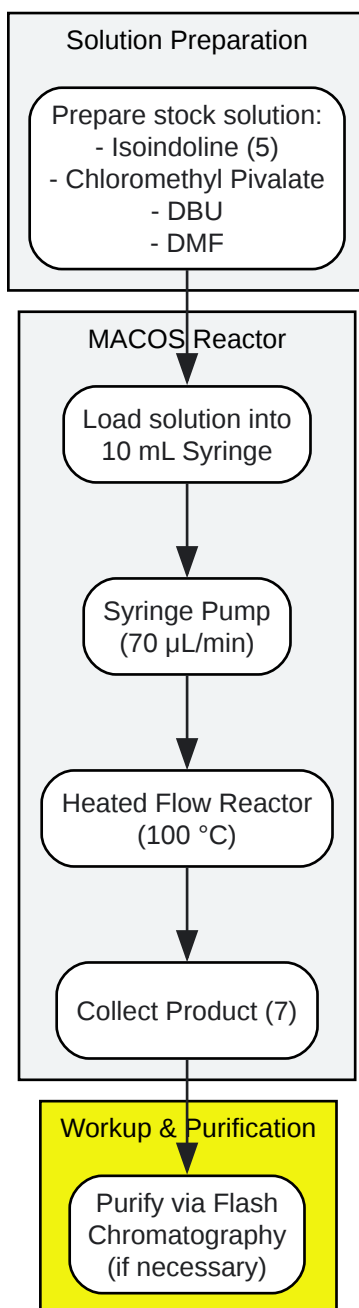 Solution Preparation
Prepare stock solution:
- Isoindoline (5)
- Chloromethyl Pivalate
- DBU
- DMF
MACOS Reactor
Load solution into
10 mL Syringe
Syringe Pump
(70 µL/min)
Heated Flow Reactor
(100 °C)
Collect Product (7)
Workup & Purification
Purify via Flash
Chromatography
(if necessary)